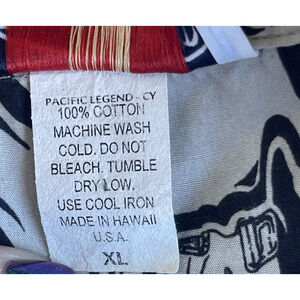 PACIFIC LEGEND - CY
100% COTTON
MACHINE WASH
COLD. DO NOT
BLEACH. TUMBLE
DRY LOW.
USE COOL IRON
MADE IN HAWAII
U.S.A.
XL